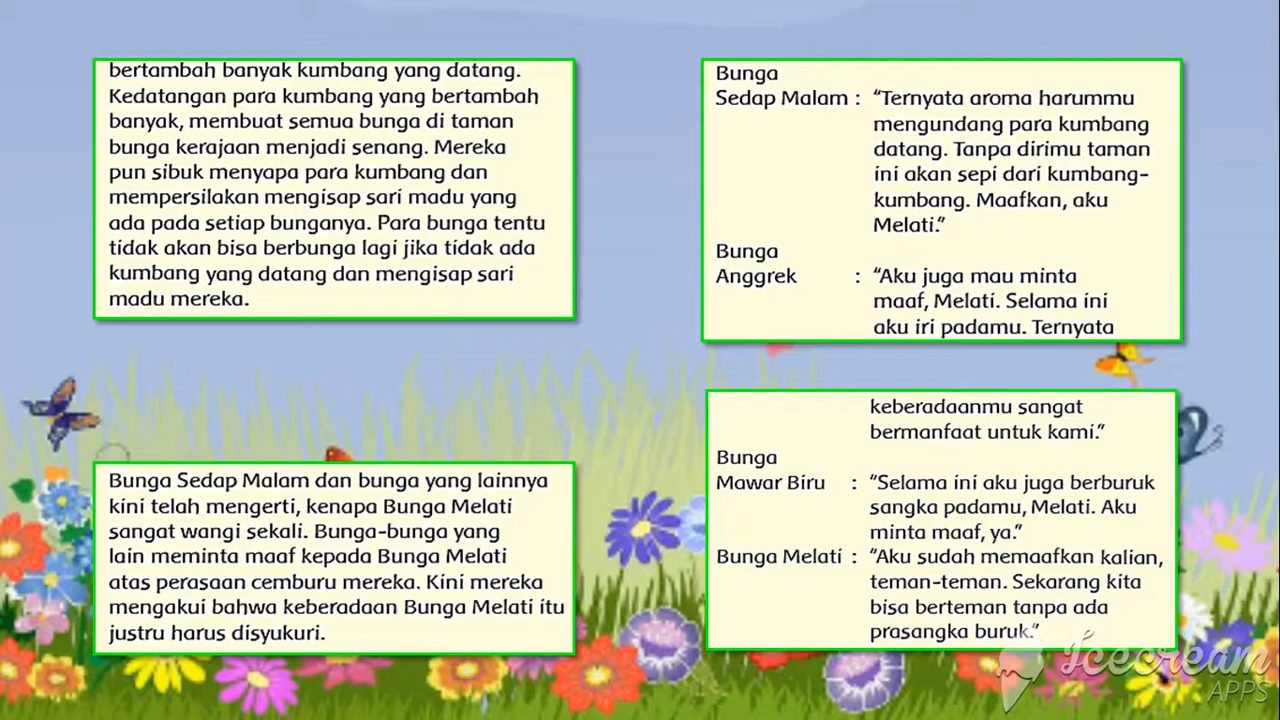 bertambah banyak kumbang yang datang.
Kedatangan para kumbang yang bertambah
banyak, membuat semua bunga di taman
bunga kerajaan menjadi senang. Mereka
pun sibuk menyapa para kumbang dan
mempersilakan mengisap sari madu yang
ada pada setiap bunganya. Para bunga tentu
tidak akan bisa berbunga lagi jika tidak ada
kumbang yang datang dan mengisap sari
madu mereka.
Bunga Sedap Malam dan bunga yang lainnya
kini telah mengerti, kenapa Bunga Melati
sangat wangi sekali. Bunga-bunga yang
lain meminta maaf kepada Bunga Melati
atas perasaan cemburu mereka. Kini mereka
mengakui bahwa keberadaan Bunga Melati itu
justru harus disyukuri.
Bunga
Sedap Malam : “Ternyata aroma harummu
mengundang para kumbang
datang. Tanpa dirimu taman
ini akan sepi dari kumbang-
kumbang. Maafkan, aku
Melati.”
Bunga
Anggrek : “Aku juga mau minta
maaf, Melati. Selama ini
aku iri padamu. Ternyata
keberadaanmu sangat
bermanfaat untuk kami.”
Bunga
Mawar Biru : “Selama ini aku juga berburuk
sangka padamu, Melati. Aku
minta maaf, ya.”
Bunga Melati : “Aku sudah memaafkan kalian,
teman-teman. Sekarang kita
bisa berteman tanpa ada
prasangka buruk.”
Icecream
APPS